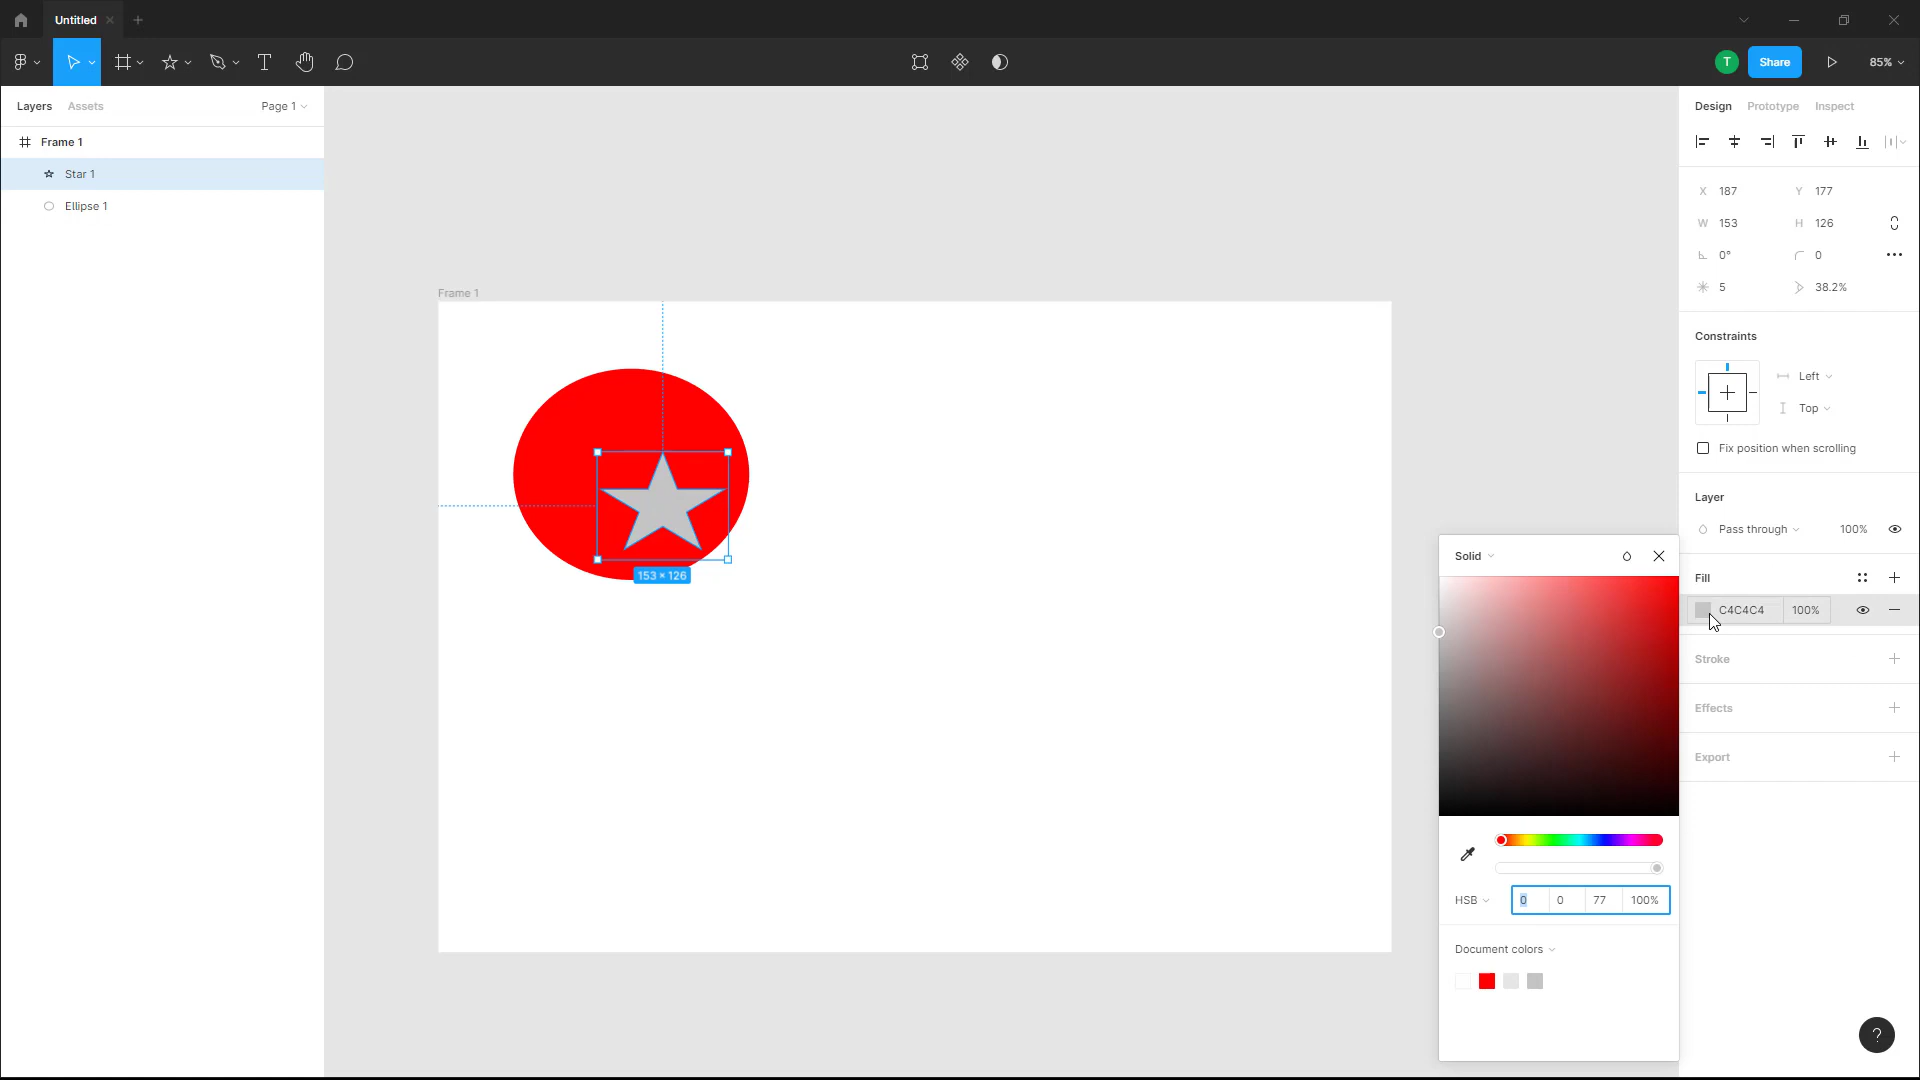 Untitled
T
Share
85%
Layers
Assets
Page 1
Design
Prototype
Inspect
Frame 1
Star 1
Ellipse 1
X 187
Y 177
W 153
H 126
0°
0
5
38.2%
Constraints
Left
Top
Fix position when scrolling
Layer
Pass through
100%
Fill
C4C4C4
100%
Stroke
Effects
Export
Frame 1
153 × 126
Solid
HSB
0
0
77
100%
Document colors
?